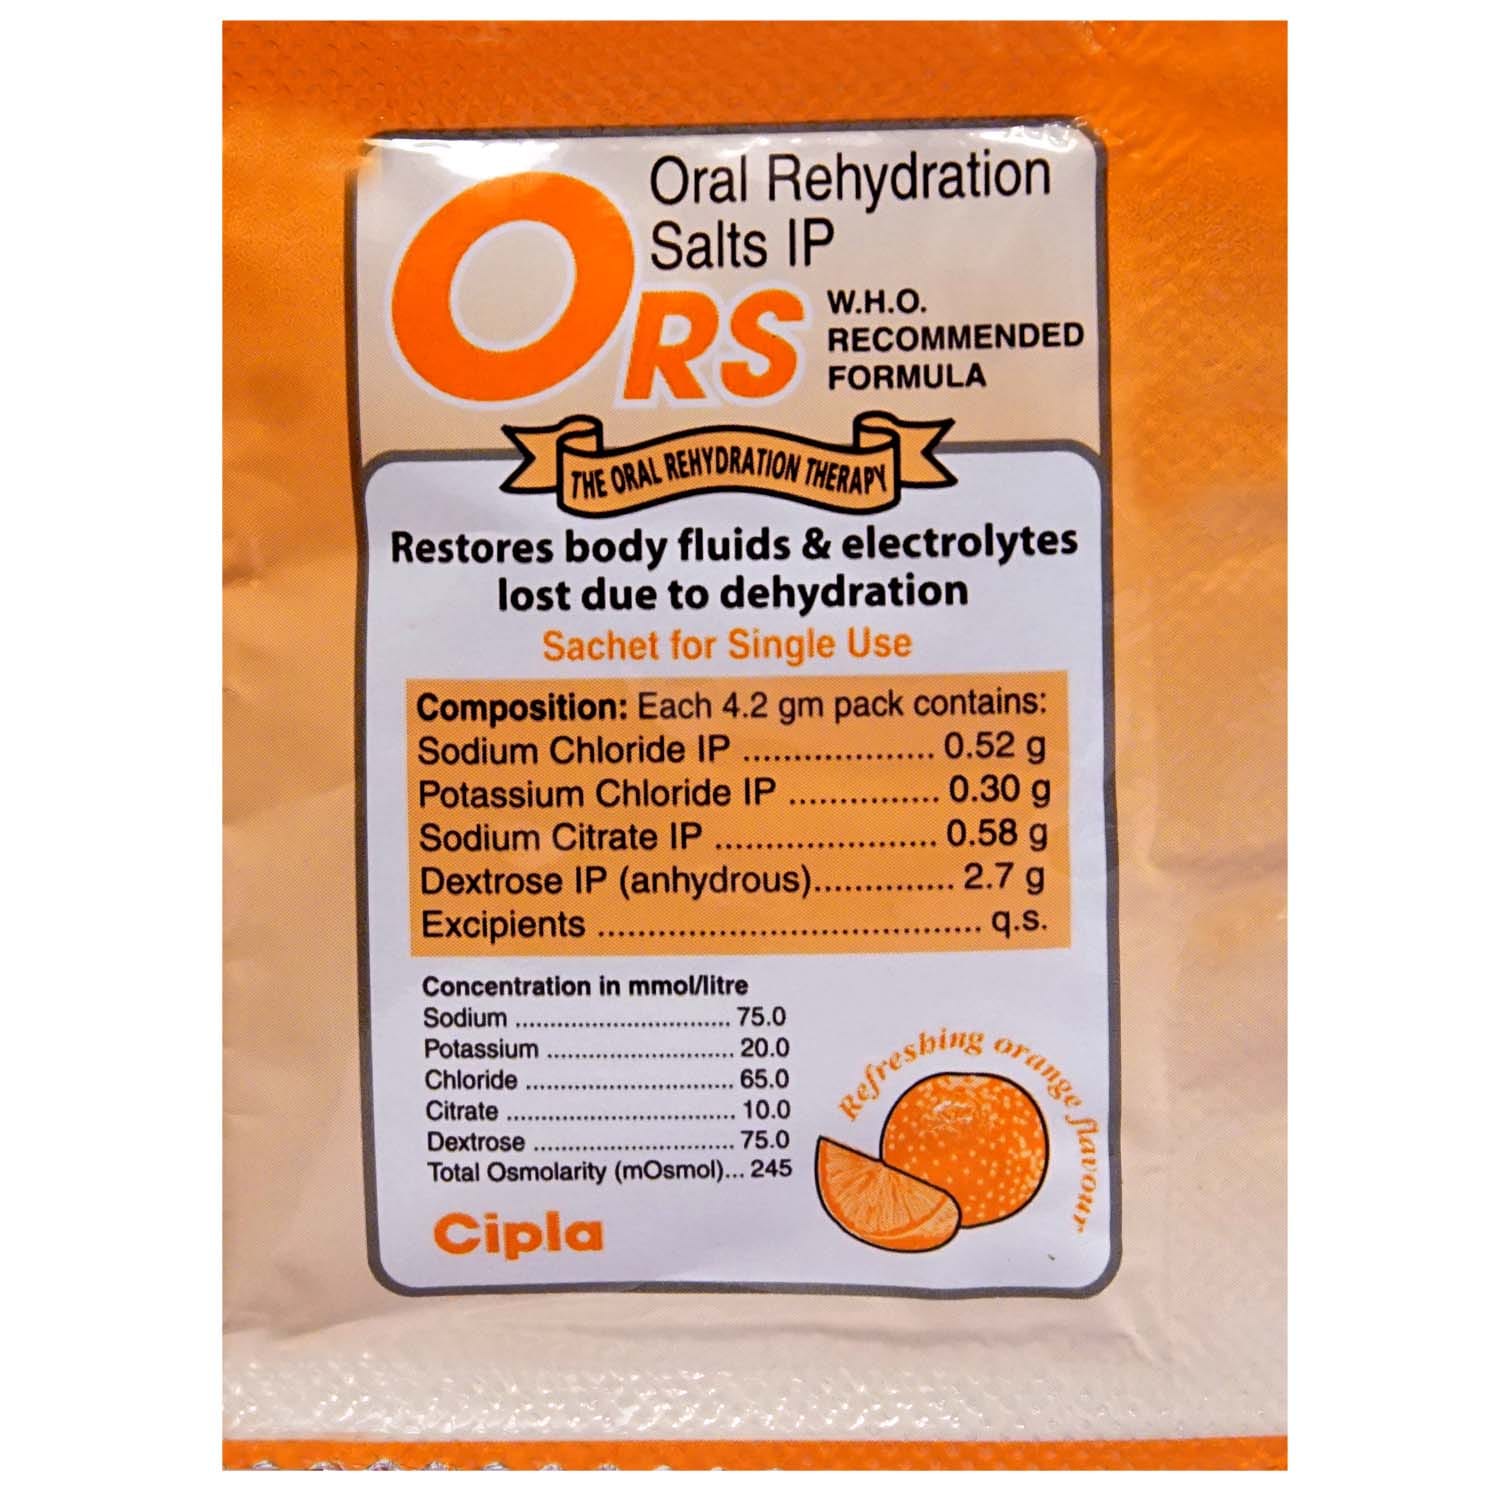 Oral Rehydration
Salts IP
ORS
W.H.O.
RECOMMENDED
FORMULA
THE ORAL REHYDRATION THERAPY
Restores body fluids & electrolytes
lost due to dehydration
Sachet for Single Use
Composition: Each 4.2 gm pack contains:
Sodium Chloride IP ................... 0.52 g
Potassium Chloride IP ............... 0.30 g
Sodium Citrate IP ...................... 0.58 g
Dextrose IP (anhydrous).............. 2.7 g
Excipients ...................................... q.s.
Concentration in mmol/litre
Sodium ............................... 75.0
Potassium ........................... 20.0
Chloride .............................. 65.0
Citrate ................................. 10.0
Dextrose ............................. 75.0
Total Osmolarity (mOsmol)... 245
Refreshing orange flavour
Cipla